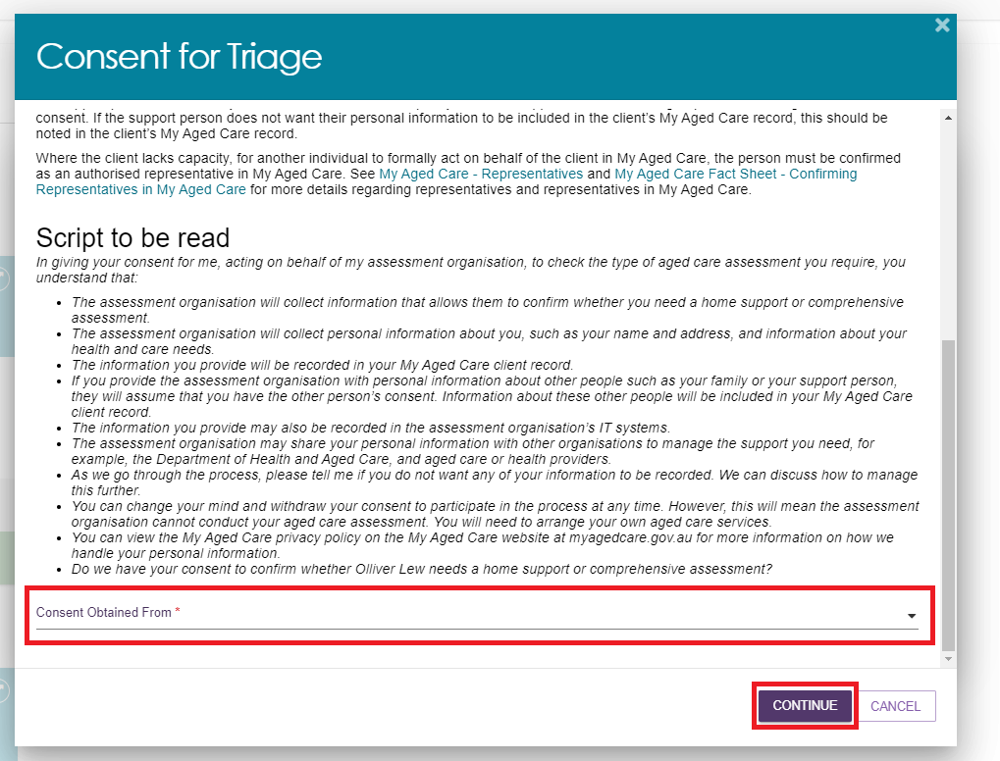 Consent for Triage
consent. If the support person does not want their personal information to be included in the client's My Aged Care record, this should be
noted in the client's My Aged Care record.
Where the client lacks capacity, for another individual to formally act on behalf of the client in My Aged Care, the person must be confirmed
as an authorised representative in My Aged Care. See My Aged Care - Representatives and My Aged Care Fact Sheet - Confirming
Representatives in My Aged Care for more details regarding representatives and representatives in My Aged Care.
Script to be read
In giving your consent for me, acting on behalf of my assessment organisation, to check the type of aged care assessment you require, you
understand that:
• The assessment organisation will collect information that allows them to confirm whether you need a home support or comprehensive
assessment.
• The assessment organisation will collect personal information about you, such as your name and address, and information about your
health and care needs.
• The information you provide will be recorded in your My Aged Care client record.
• If you provide the assessment organisation with personal information about other people such as your family or your support person,
they will assume that you have the other person's consent. Information about these other people will be included in your My Aged Care
client record.
• The information you provide may also be recorded in the assessment organisation's IT systems.
• The assessment organisation may share your personal information with other organisations to manage the support you need, for
example, the Department of Health and Aged Care, and aged care or health providers.
• As we go through the process, please tell me if you do not want any of your information to be recorded. We can discuss how to manage
this further.
• You can change your mind and withdraw your consent to participate in the process at any time. However, this will mean the assessment
organisation cannot conduct your aged care assessment. You will need to arrange your own aged care services.
• You can view the My Aged Care privacy policy on the My Aged Care website at myagedcare.gov.au for more information on how we
handle your personal information.
• Do we have your consent to confirm whether Olliver Lew needs a home support or comprehensive assessment?
Consent Obtained From *
CONTINUE
CANCEL